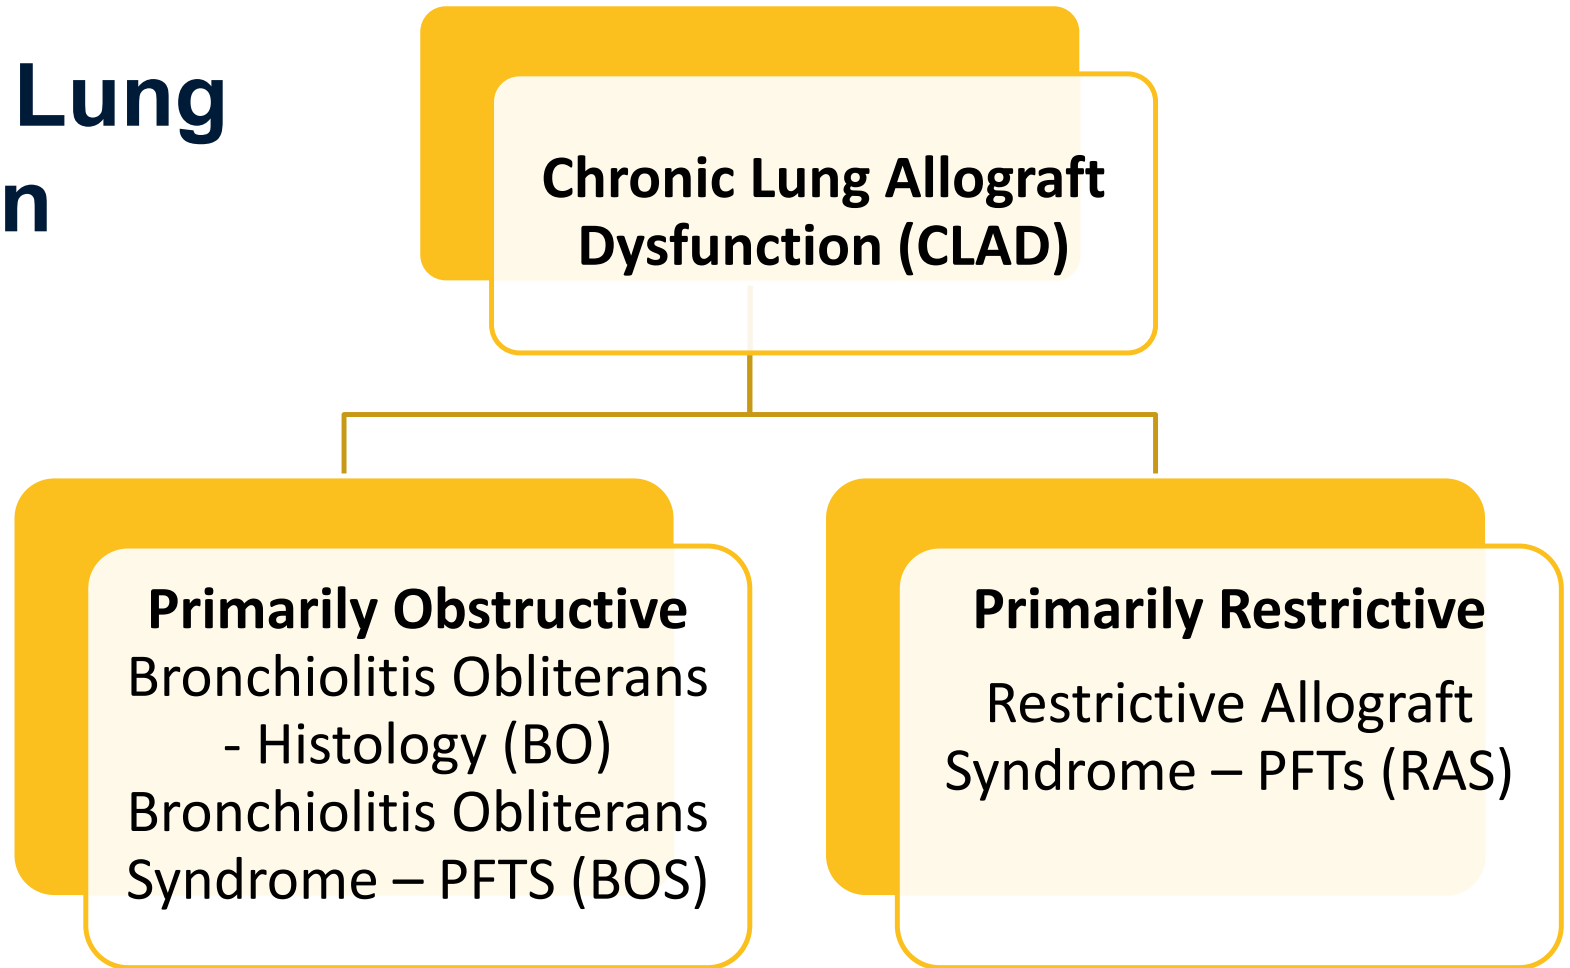 Lung
n
Chronic Lung Allograft
Dysfunction (CLAD)
Primarily Obstructive
Bronchiolitis Obliterans
- Histology (BO)
Bronchiolitis Obliterans
Syndrome – PFTS (BOS)
Primarily Restrictive
Restrictive Allograft
Syndrome – PFTs (RAS)